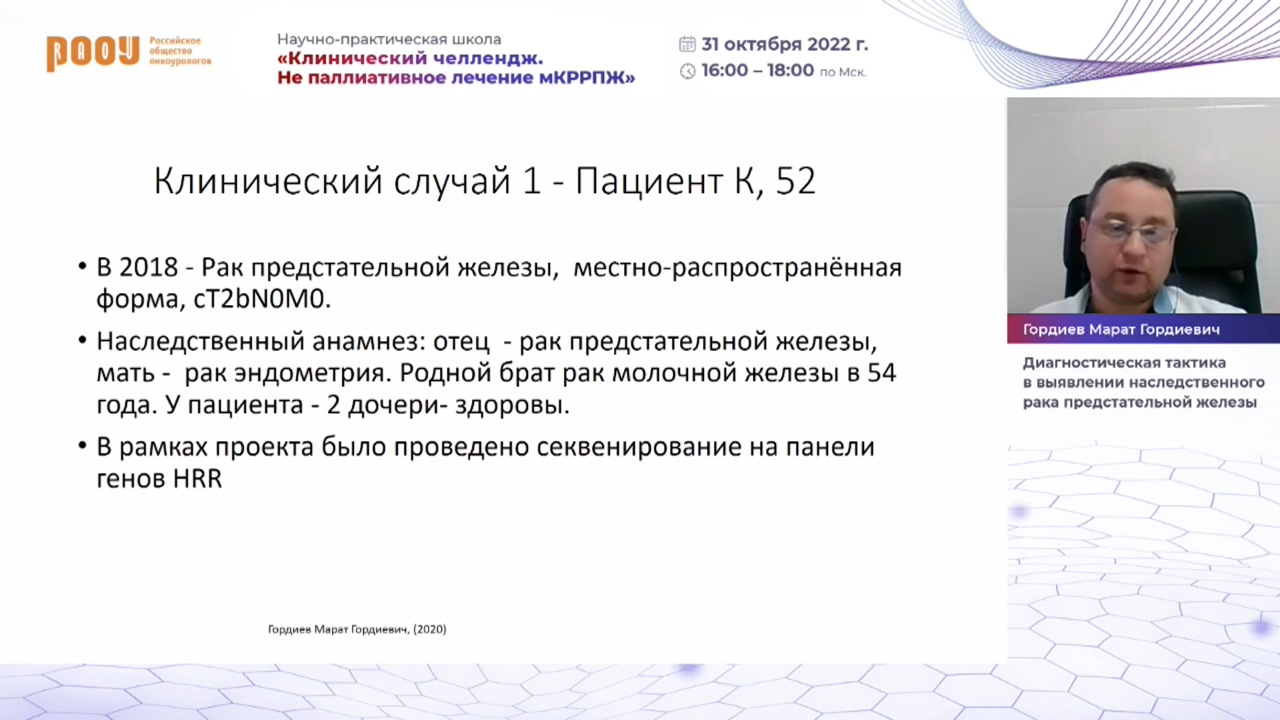 РАОУ
Российское
общество
онкоурологов
Научно-практическая школа
«Клинический челлендж.
Не паллиативное лечение мКРРПЖ»
31 октября 2022 г.
16:00 – 18:00 по Мск.
Клинический случай 1 - Пациент К, 52
• В 2018 - Рак предстательной железы, местно-распространённая
форма, cT2bN0M0.
• Наследственный анамнез: отец - рак предстательной железы,
мать - рак эндометрия. Родной брат рак молочной железы в 54
года. У пациента - 2 дочери- здоровы.
• В рамках проекта было проведено секвенирование на панели
генов HRR
Гордиев Марат Гордиевич, (2020)
Гордиев Марат Гордиевич
Диагностическая тактика
в выявлении наследственного
рака предстательной железы